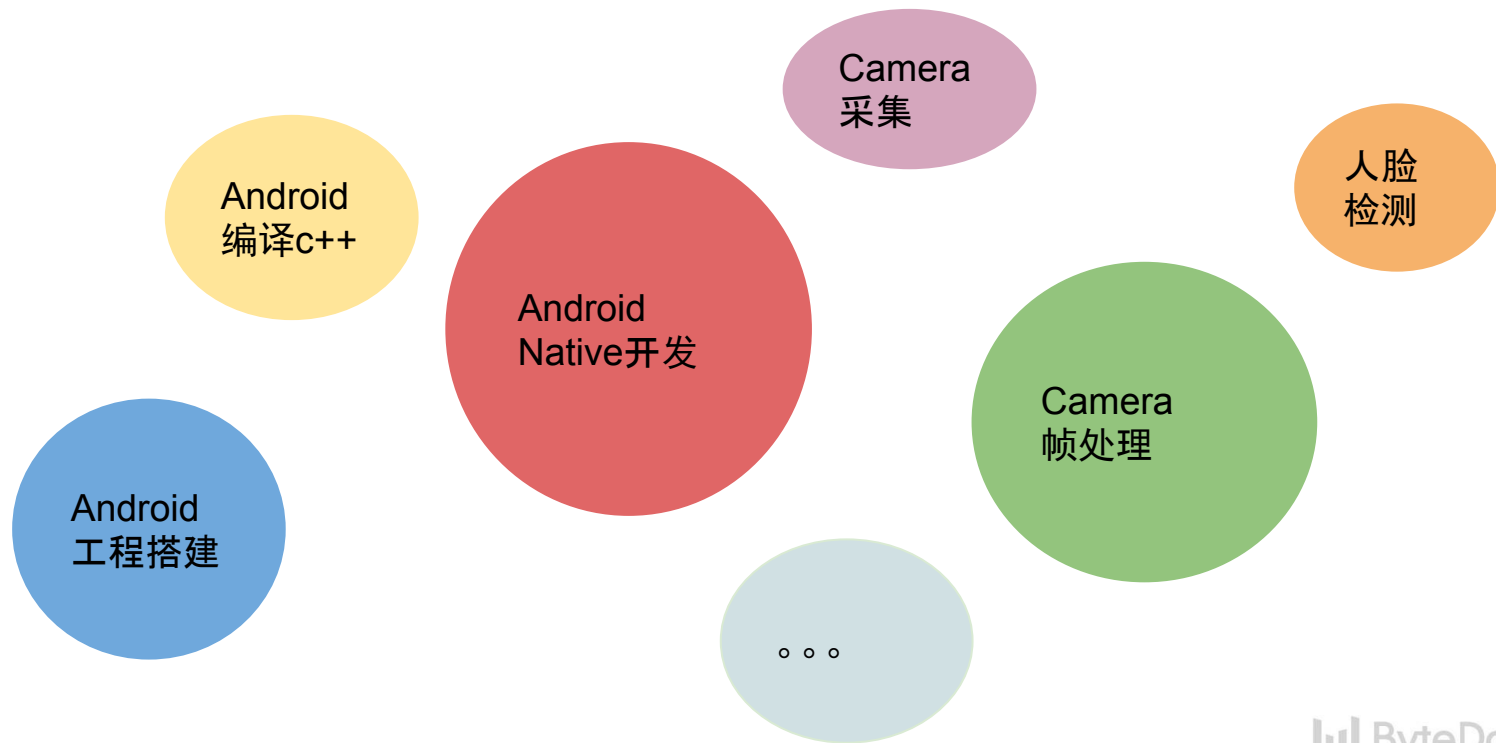 Camera
采集
人脸
检测
Android
编译c++
Android
Native开发
Camera
帧处理
Android
工程搭建
。。。